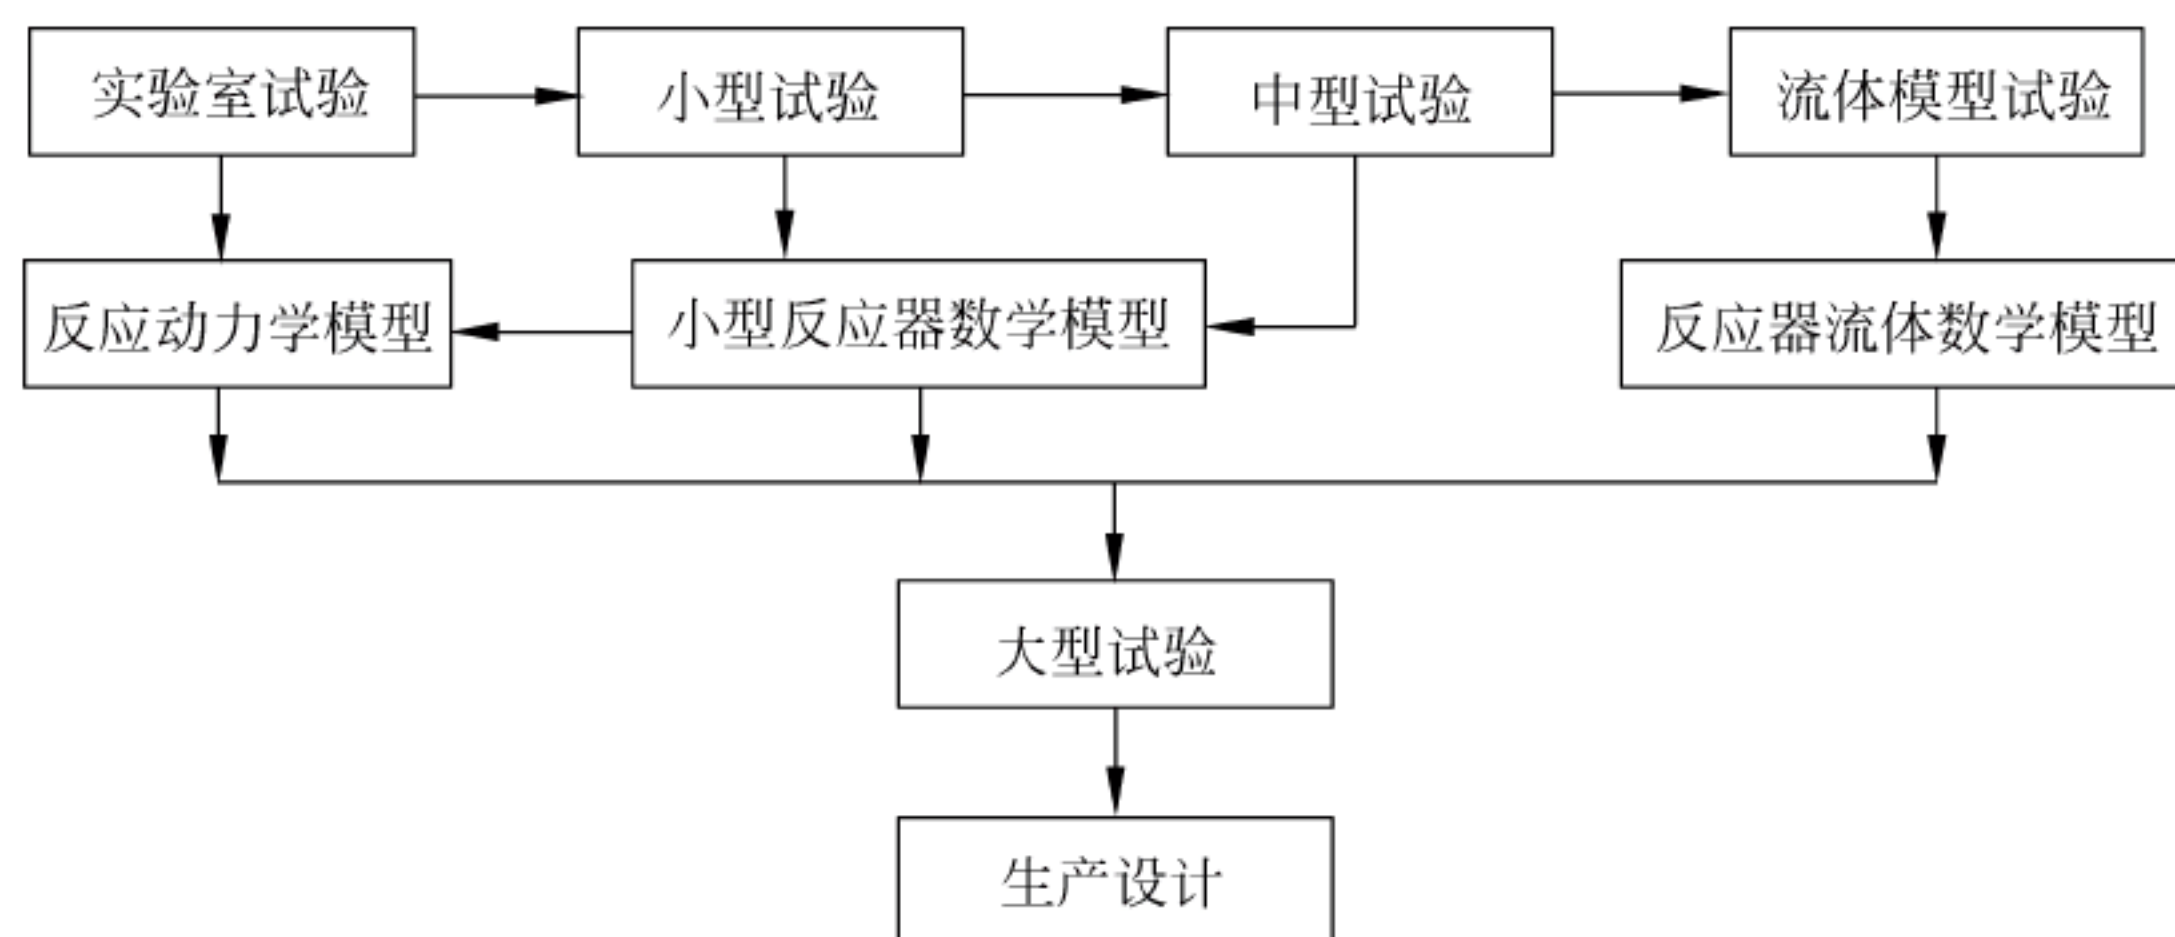 实验室试验
小型试验
中型试验
流体模型试验
反应动力学模型
小型反应器数学模型
反应器流体数学模型
大型试验
生产设计